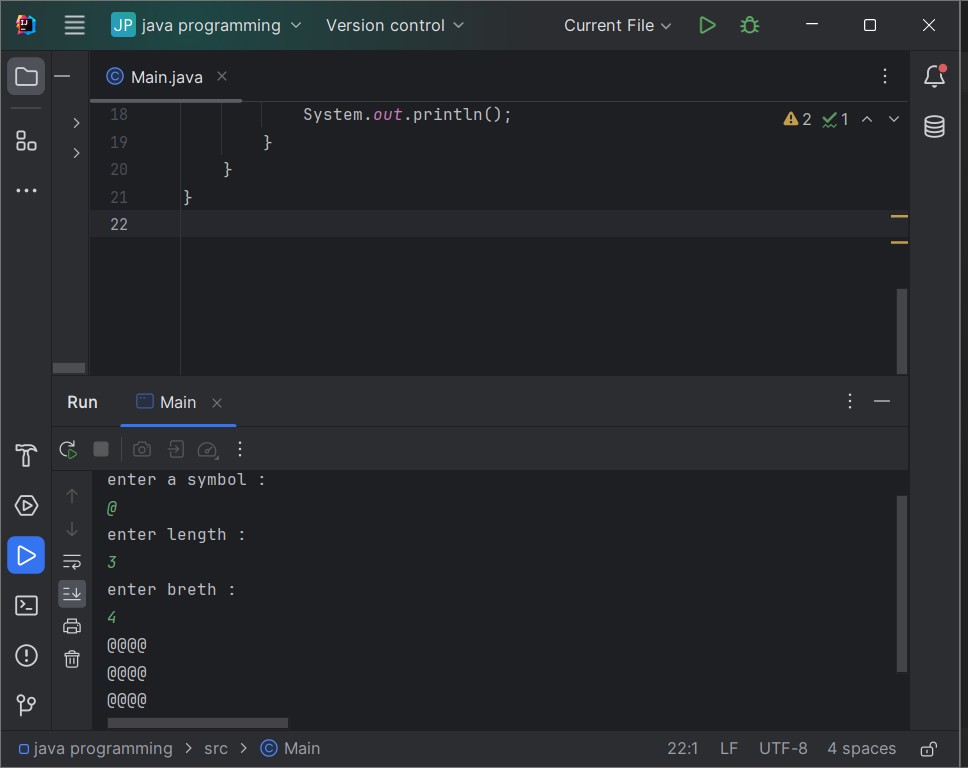 JP java programming Version control Current File
Main.java
18 System.out.println();
2 1
19 }
20 }
21 }
22
Run Main
enter a symbol :
@
enter length :
3
enter breth :
4
@@@@
@@@@
@@@@
java programming > src > Main 22:1 LF UTF-8 4 spaces